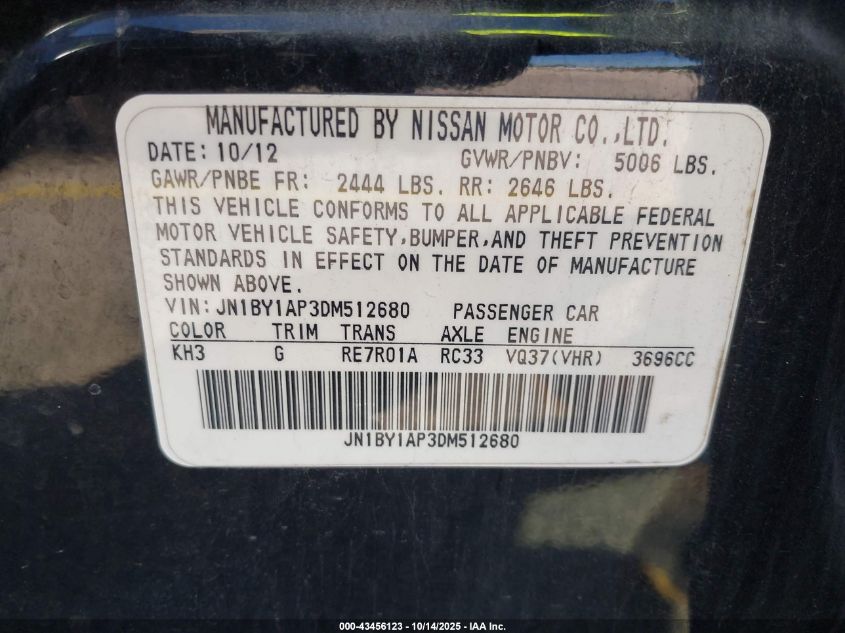 MANUFACTURED BY NISSAN MOTOR CO.,LTD.
DATE: 10/12 GVWR/PNBV: 5006 LBS.
GAWR/PNBE FR: 2444 LBS. RR: 2646 LBS.
THIS VEHICLE CONFORMS TO ALL APPLICABLE FEDERAL
MOTOR VEHICLE SAFETY,BUMPER,AND THEFT PREVENTION
STANDARDS IN EFFECT ON THE DATE OF MANUFACTURE
SHOWN ABOVE.
VIN: JN1BY1AP3DM512680 PASSENGER CAR
COLOR TRIM TRANS AXLE ENGINE
KH3 G RE7R01A RC33 VQ37(VHR) 3696CC
JN1BY1AP3DM512680
000-43456123 - 10/14/2025 - IAA Inc.